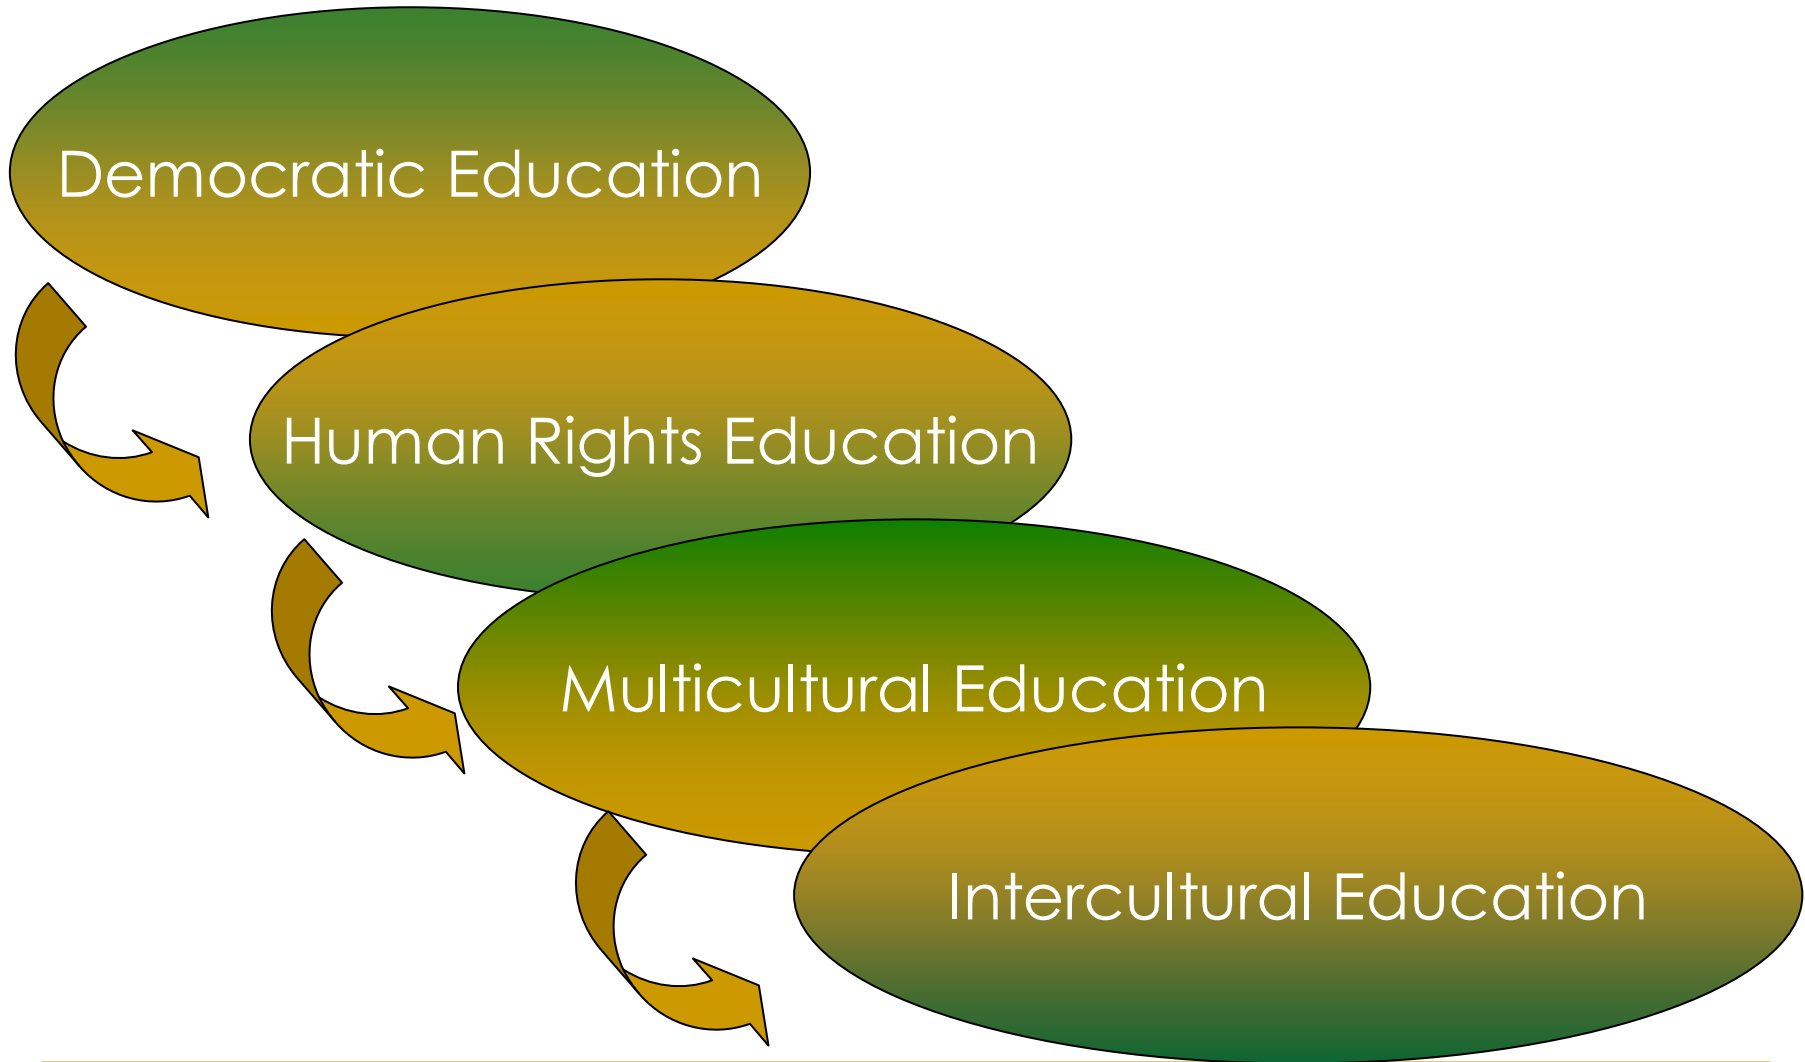 Democratic Education
Human Rights Education
Multicultural Education
Intercultural Education